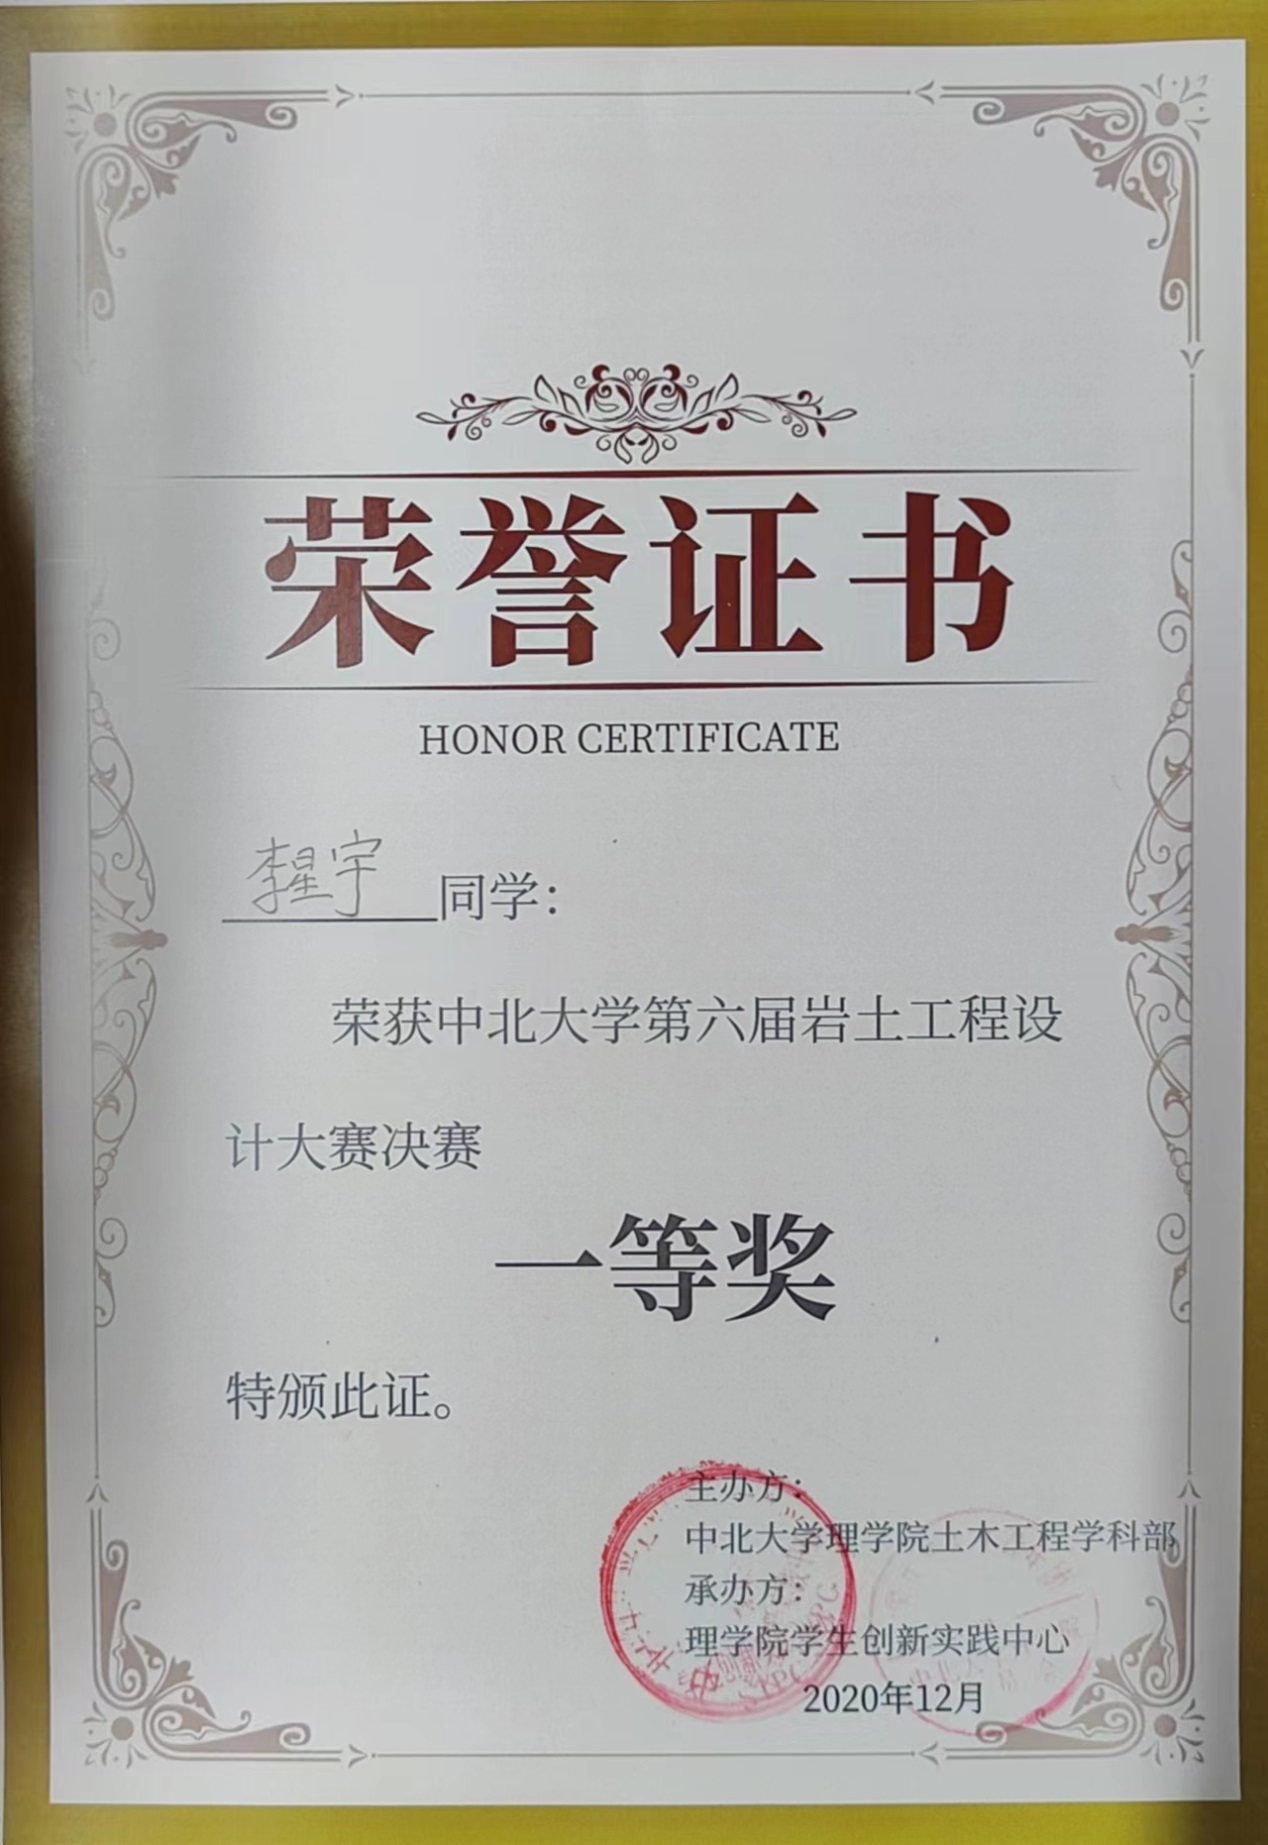 荣誉证书
HONOR CERTIFICATE
李星宇同学：
荣获中北大学第六届岩土工程设
计大赛决赛
一等奖
特颁此证。
主办方：
中北大学理学院土木工程学科部
承办方：
理学院学生创新实践中心
2020年12月